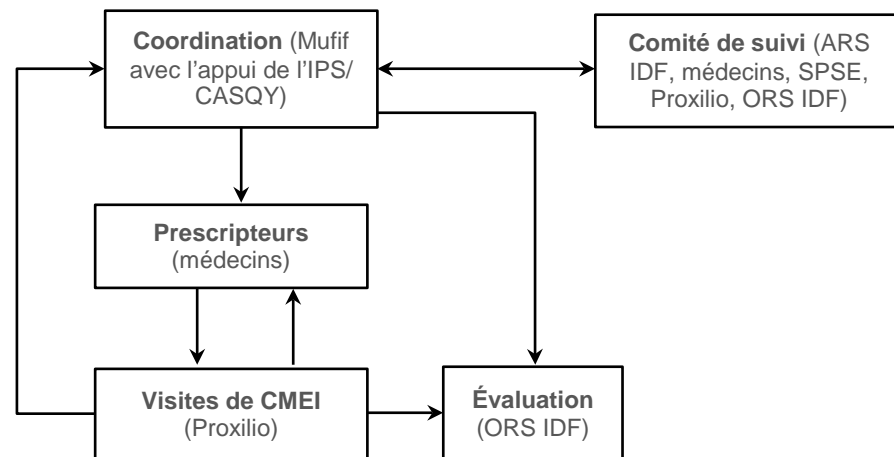 Coordination (Mufif
avec l’appui de l’IPS/
CASQY)
Comité de suivi (ARS
IDF, médecins, SPSE,
Proxilio, ORS IDF)
Prescripteurs
(médecins)
Visites de CMEI
(Proxilio)
Évaluation
(ORS IDF)